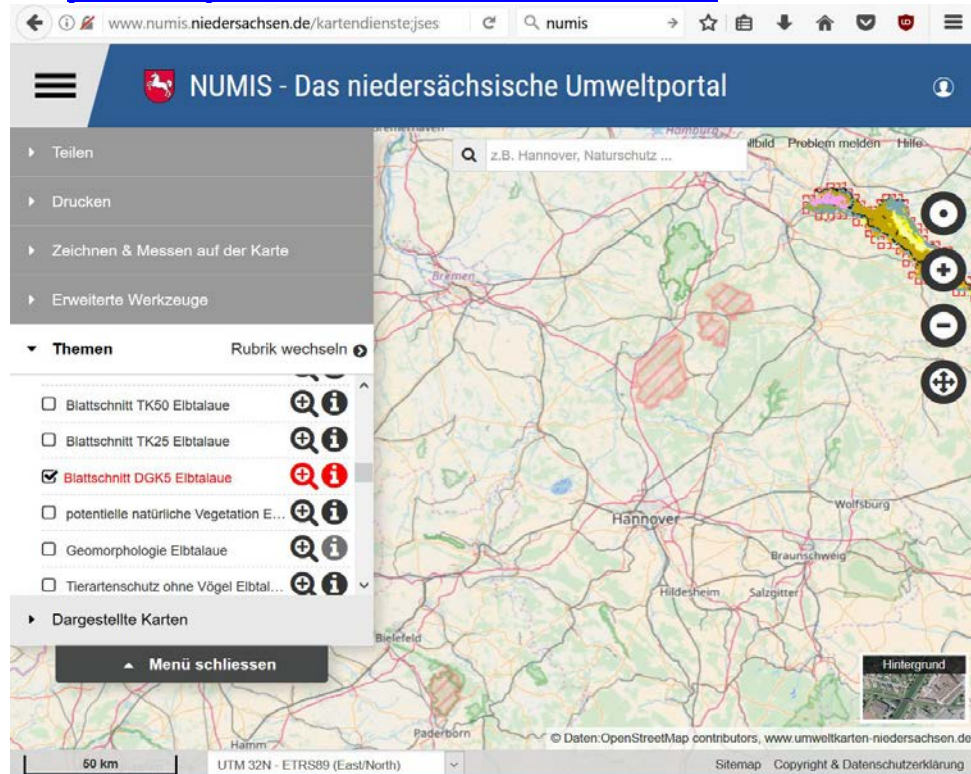 www.numis.niedersachsen.de/kartendienste;jses
numis
NUMIS - Das niedersächsische Umweltportal
Teilen
Drucken
Zeichnen & Messen auf der Karte
Erweiterte Werkzeuge
Themen
Rubrik wechseln
Blattschnitt TK50 Elbtalaue
Blattschnitt TK25 Elbtalaue
Blattschnitt DGK5 Elbtalaue
potentielle natürliche Vegetation E...
Geomorphologie Elbtalaue
Tierartenschutz ohne Vögel Elbtal...
Dargestellte Karten
Menü schliessen
z.B. Hannover, Naturschutz ...
Problem melden
Hilfe
Bremerhaven
Hamburg
Bremen
Hannover
Wolfsburg
Braunschweig
Hildesheim
Salzgitter
Bielefeld
Paderborn
Hamm
Hintergrund
© Daten:OpenStreetMap contributors, www.umweltkarten-niedersachsen.de
50 km
UTM 32N - ETRS89 (East/North)
Sitemap
Copyright & Datenschutzerklärung